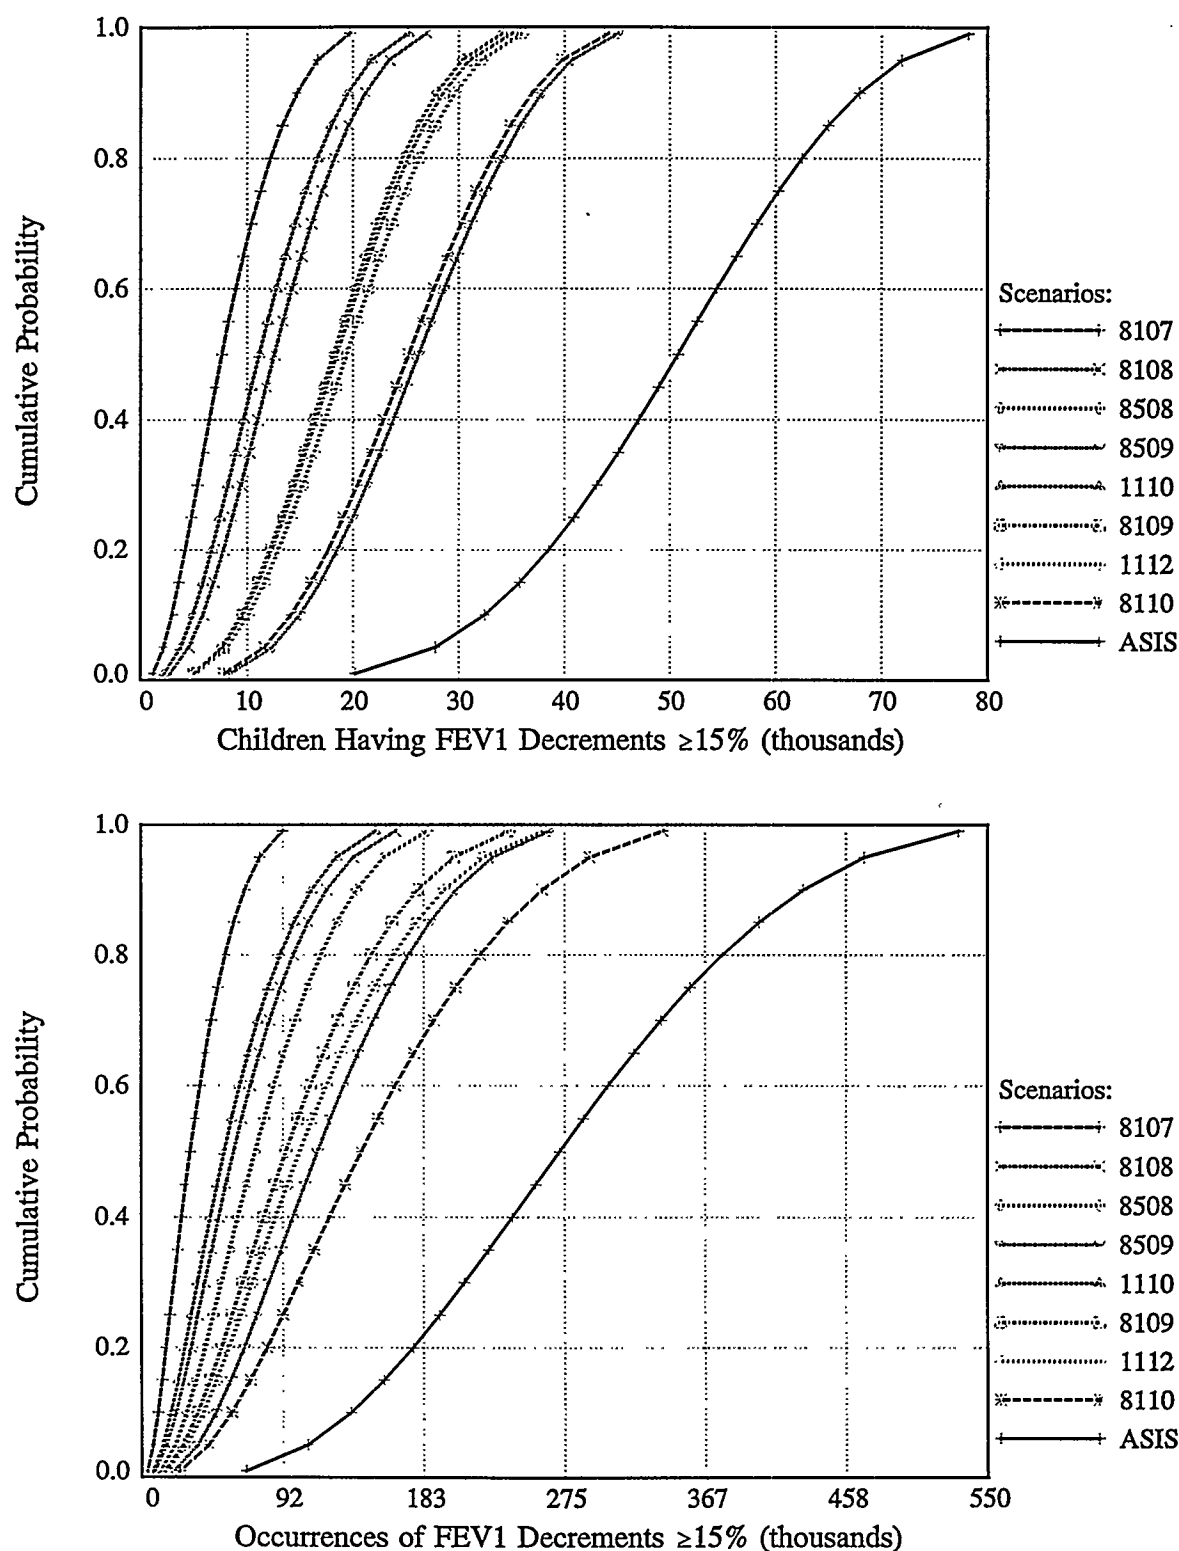 1.0
0.8
0.6
0.4
0.2
0.0
Cumulative Probability
0 10 20 30 40 50 60 70 80
Children Having FEV1 Decrements ≥15% (thousands)
Scenarios:
8107
8108
8508
8509
1110
8109
1112
8110
ASIS
1.0
0.8
0.6
0.4
0.2
0.0
Cumulative Probability
0 92 183 275 367 458 550
Occurrences of FEV1 Decrements ≥15% (thousands)
Scenarios:
8107
8108
8508
8509
1110
8109
1112
8110
ASIS